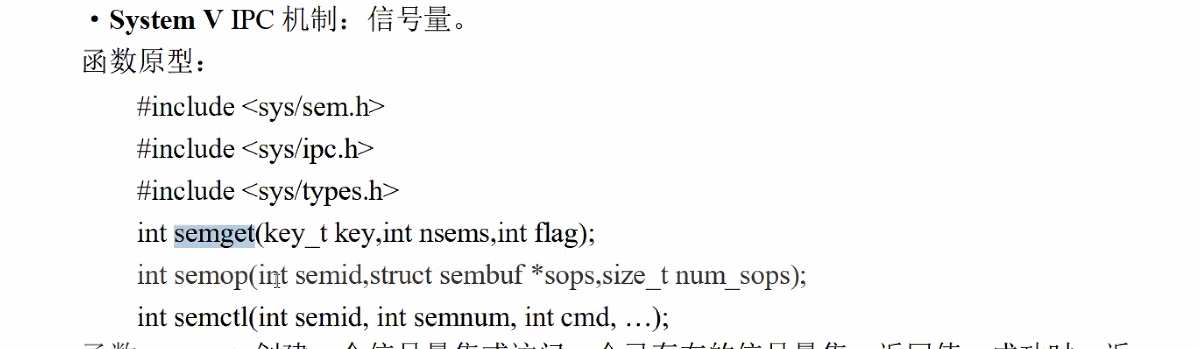 • System V IPC 机制：信号量。
函数原型：
#include <sys/sem.h>
#include <sys/ipc.h>
#include <sys/types.h>
int semget(key_t key,int nsems,int flag);
int semop(int semid,struct sembuf *sops,size_t num_sops);
int semctl(int semid, int semnum, int cmd, …);